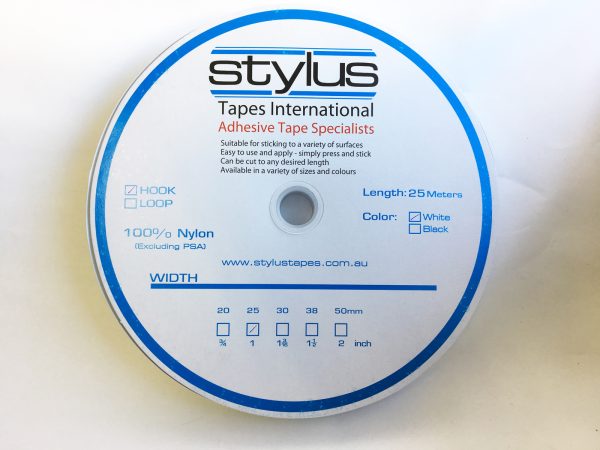 stylus
Tapes International
Adhesive Tape Specialists
Suitable for sticking to a variety of surfaces
Easy to use and apply - simply press and stick
Can be cut to any desired length
Available in a variety of sizes and colours
HOOK
LOOP
100% Nylon
(Excluding PSA)
Length: 25 Meters
Color: White
Black
www.stylustapes.com.au
WIDTH
20 25 30 38 50mm
¾ 1 1⅜ 1½ 2 inch